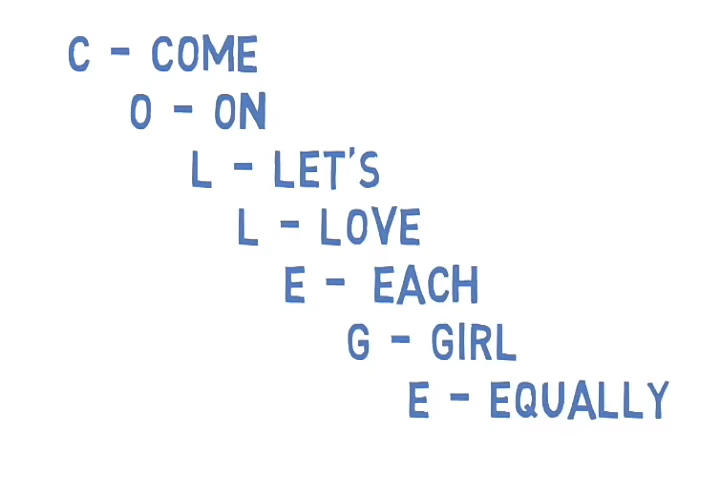 C - COME
O - ON
L - LET'S
L - LOVE
E - EACH
G - GIRL
E - EQUALLY